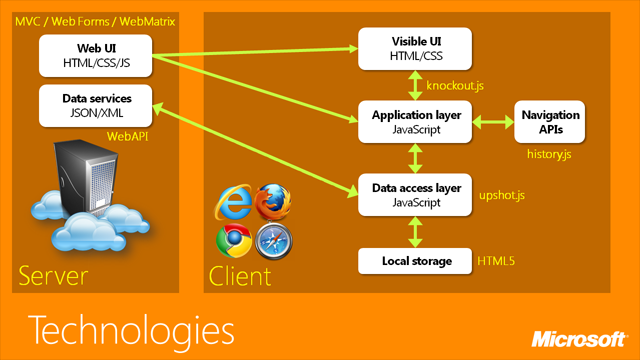 MVC / Web Forms / WebMatrix
Web UI
HTML/CSS/JS
Data services
JSON/XML
WebAPI
Server
Visible UI
HTML/CSS
knockout.js
Application layer
JavaScript
Navigation
APIs
history.js
Data access layer
JavaScript
upshot.js
Local storage
HTML5
Client
Technologies
Microsoft